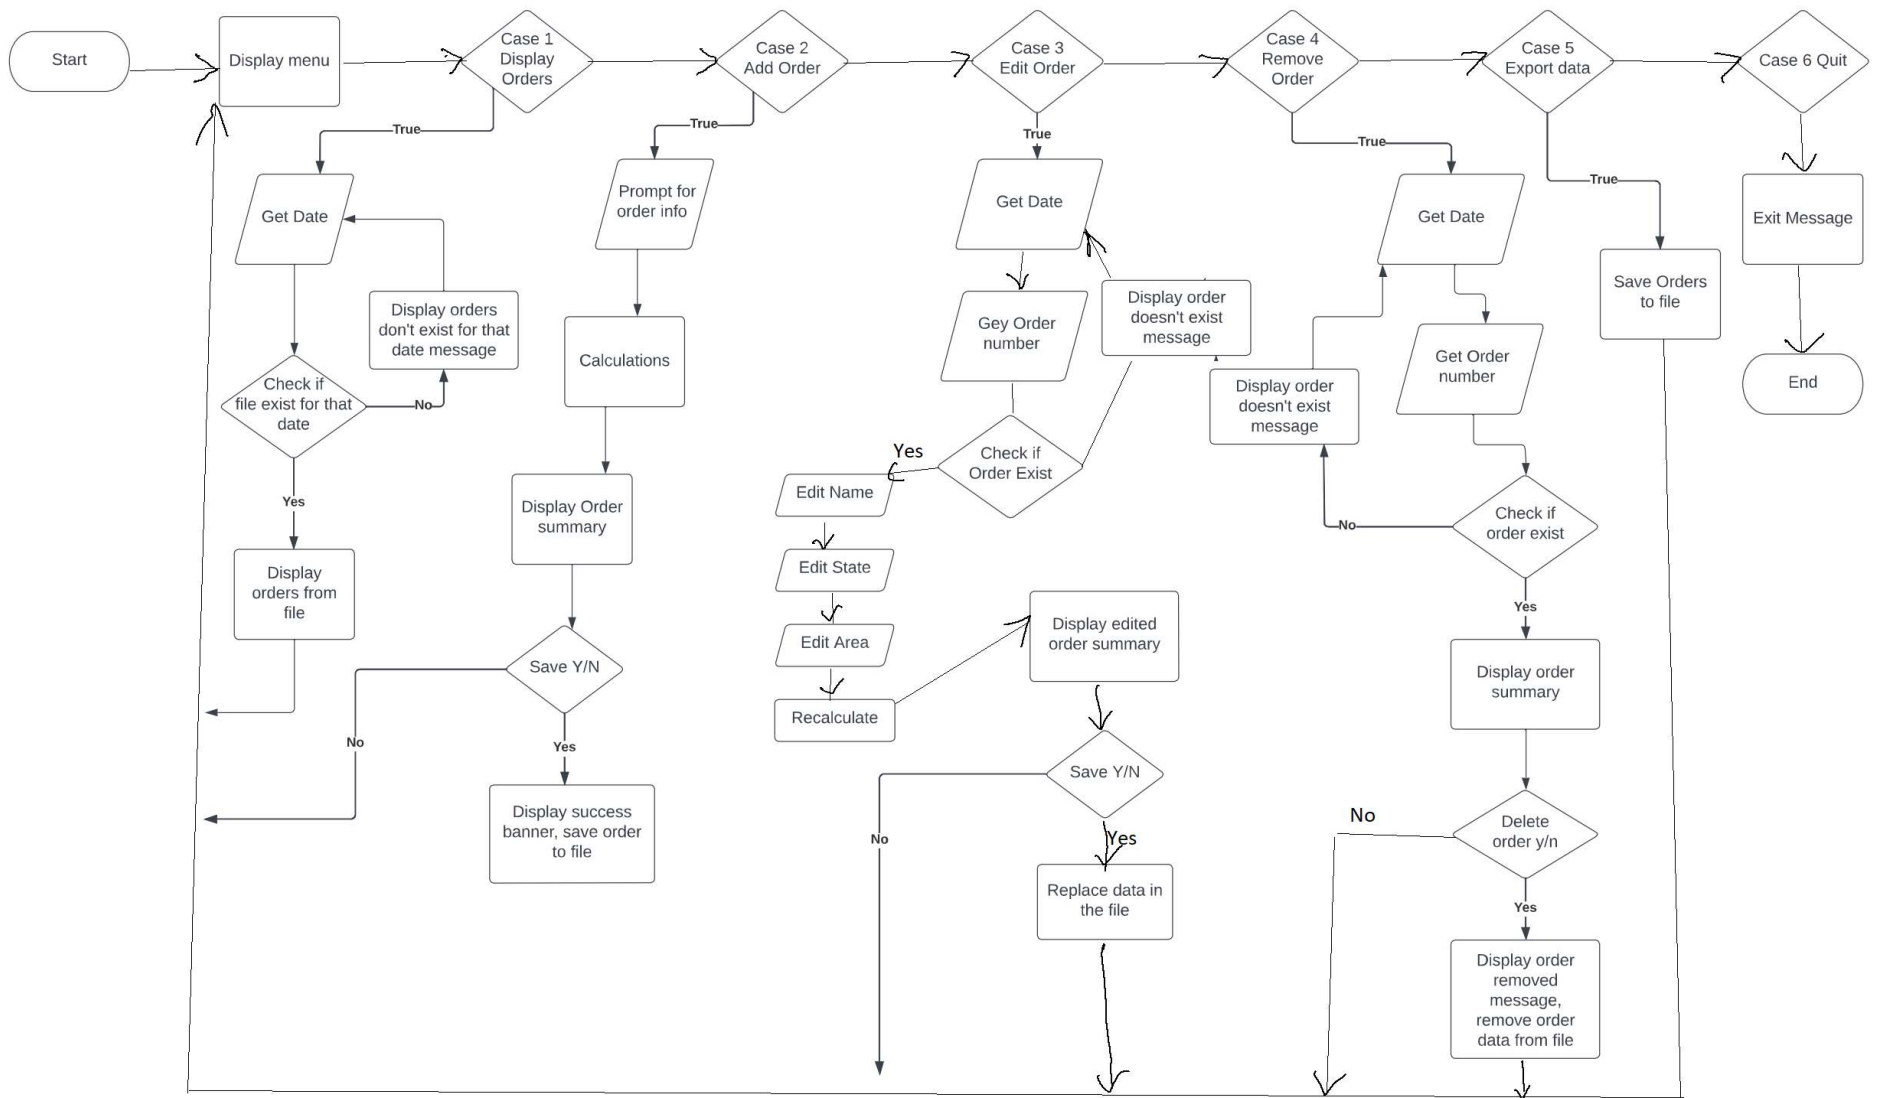 Start
Display menu
Case 1
Display
Orders
Case 2
Add Order
Case 3
Edit Order
Case 4
Remove
Order
Case 5
Export data
Case 6 Quit
True
True
True
True
True
Get Date
Prompt for
order info
Get Date
Get Date
Exit Message
Display orders
don't exist for that
date message
Calculations
Gey Order
number
Display order
doesn't exist
message
Save Orders
to file
Get Order
number
End
Check if
file exist for that
date
No
Display order
doesn't exist
message
Yes
Check if
Order Exist
Yes
Display Order
summary
Edit Name
Check if
order exist
No
Display
orders from
file
Edit State
Yes
Edit Area
Display edited
order summary
Save Y/N
Recalculate
Display order
summary
No
Yes
Save Y/N
Display success
banner, save order
to file
No
Yes
No
Delete
order y/n
Replace data in
the file
Yes
Display order
removed
message,
remove order
data from file